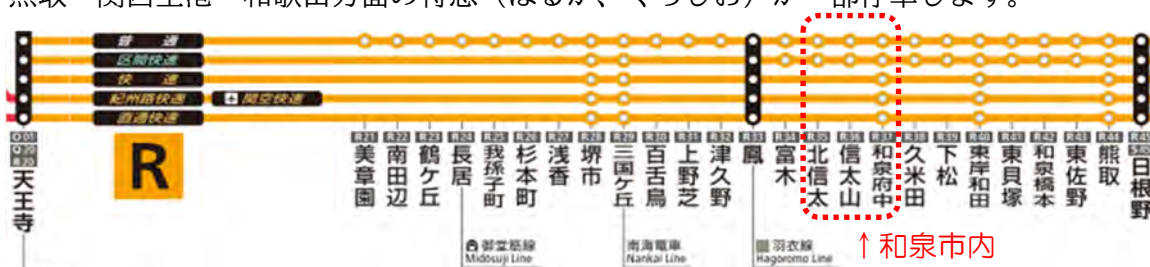 熊取・関西空港・和歌山方面の特急（はるか、くろしお）が一部停車します。
普通
区間快速
快速
紀州路快速 関空快速
直通快速
O01
Q20
R20
天王寺
R
R21 美章園
R22 南田辺
R23 鶴ケ丘
R24 長居
R25 我孫子町
R26 杉本町
R27 浅香
R28 堺市
R29 三国ケ丘
R30 百舌鳥
R31 上野芝
R32 津久野
R33 鳳
R34 富木
R35 北信太
R36 信太山
R37 和泉府中
R38 久米田
R39 下松
R40 東岸和田
R41 東貝塚
R42 和泉橋本
R43 東佐野
R44 熊取
R45
S45
日根野
御堂筋線
Midosuji Line
南海電車
Nankai Line
羽衣線
Hagoromo Line
↑和泉市内